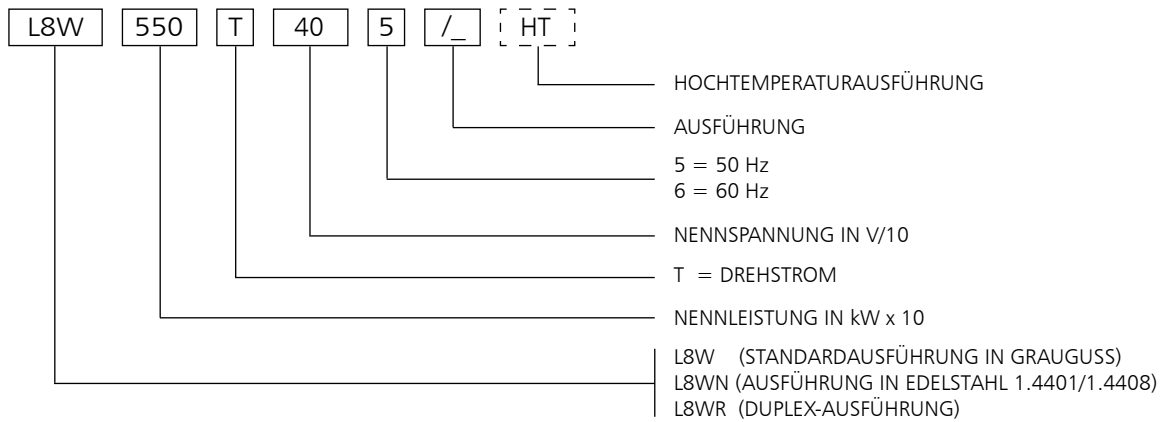 L8W 550 T 40 5 /_ HT
HOCHTEMPERATURAUSFÜHRUNG
AUSFÜHRUNG
5 = 50 Hz
6 = 60 Hz
NENNSPANNUNG IN V/10
T = DREHSTROM
NENNLEISTUNG IN kW x 10
L8W (STANDARDAUSFÜHRUNG IN GRAUGUSS)
L8WN (AUSFÜHRUNG IN EDELSTAHL 1.4401/1.4408)
L8WR (DUPLEX-AUSFÜHRUNG)